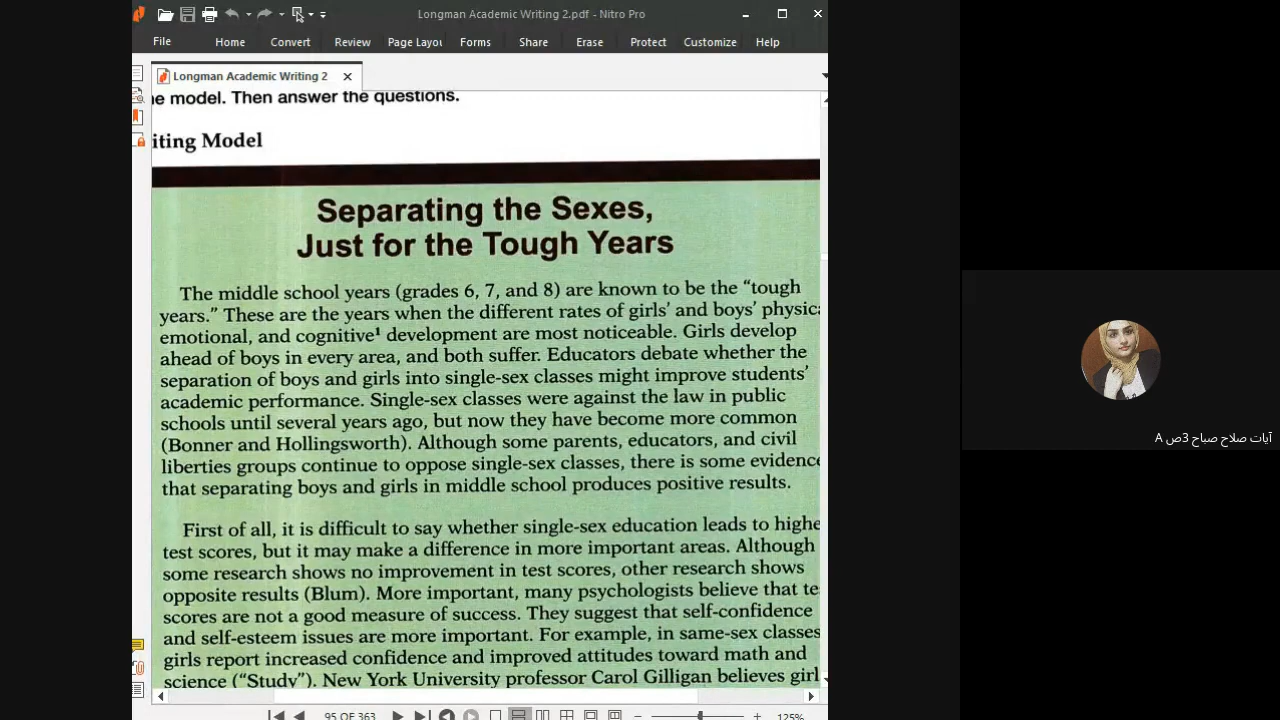 Longman Academic Writing 2.pdf - Nitro Pro
File Home Convert Review Page Layou Forms Share Erase Protect Customize Help
Longman Academic Writing 2
e model. Then answer the questions.
iting Model
Separating the Sexes,
Just for the Tough Years
The middle school years (grades 6, 7, and 8) are known to be the “tough
years.” These are the years when the different rates of girls’ and boys’ physica
emotional, and cognitive¹ development are most noticeable. Girls develop
ahead of boys in every area, and both suffer. Educators debate whether the
separation of boys and girls into single-sex classes might improve students’
academic performance. Single-sex classes were against the law in public
schools until several years ago, but now they have become more common
(Bonner and Hollingsworth). Although some parents, educators, and civil
liberties groups continue to oppose single-sex classes, there is some evidence
that separating boys and girls in middle school produces positive results.
First of all, it is difficult to say whether single-sex education leads to highe
test scores, but it may make a difference in more important areas. Although
some research shows no improvement in test scores, other research shows
opposite results (Blum). More important, many psychologists believe that te
scores are not a good measure of success. They suggest that self-confidence
and self-esteem issues are more important. For example, in same-sex classes
girls report increased confidence and improved attitudes toward math and
science (“Study”). New York University professor Carol Gilligan believes girl
95 OF 363
125%
آيات صلاح صباح 3ص A